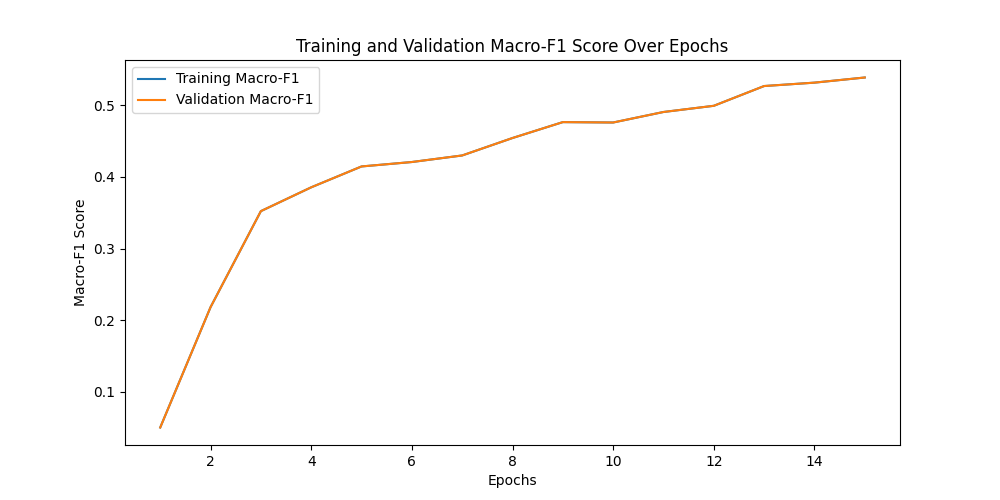 Training and Validation Macro-F1 Score Over Epochs
Training Macro-F1
Validation Macro-F1
Macro-F1 Score
0.5
0.4
0.3
0.2
0.1
2 4 6 8 10 12 14
Epochs